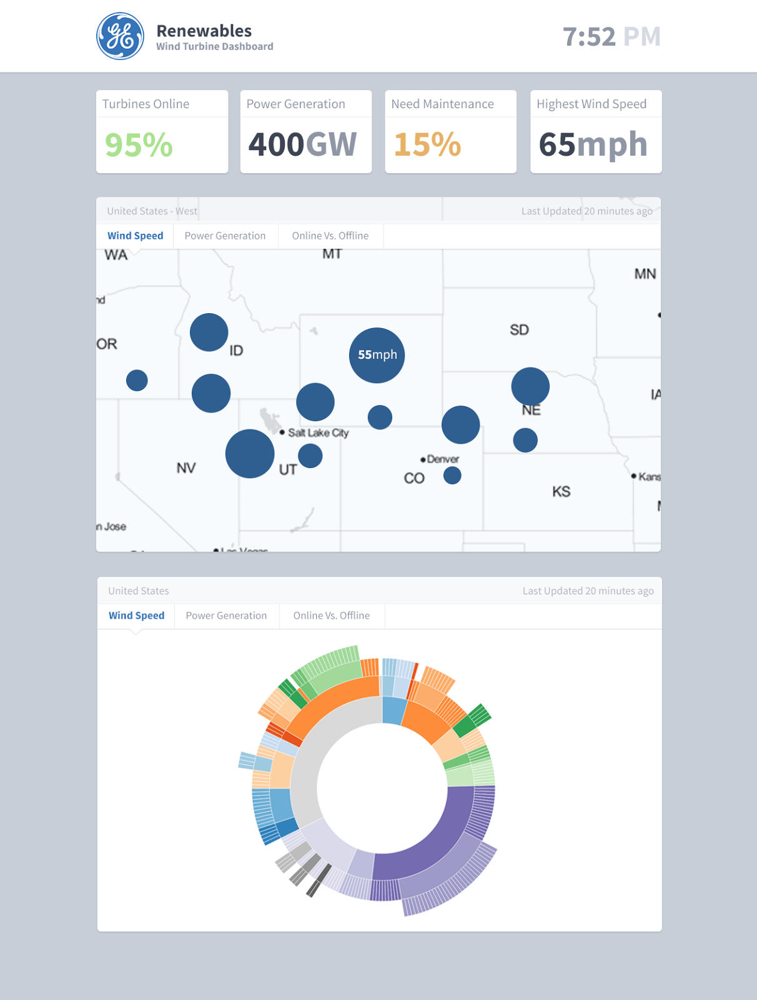 GE
Renewables
Wind Turbine Dashboard
7:52 PM
Turbines Online
95%
Power Generation
400GW
Need Maintenance
15%
Highest Wind Speed
65mph
United States - West
Last Updated 20 minutes ago
Wind Speed
Power Generation
Online Vs. Offline
WA
MT
MN
nd
SD
OR
ID
55mph
IA
NE
Salt Lake City
Denver
NV
UT
CO
Kans
KS
n Jose
Las Vegas
United States
Last Updated 20 minutes ago
Wind Speed
Power Generation
Online Vs. Offline